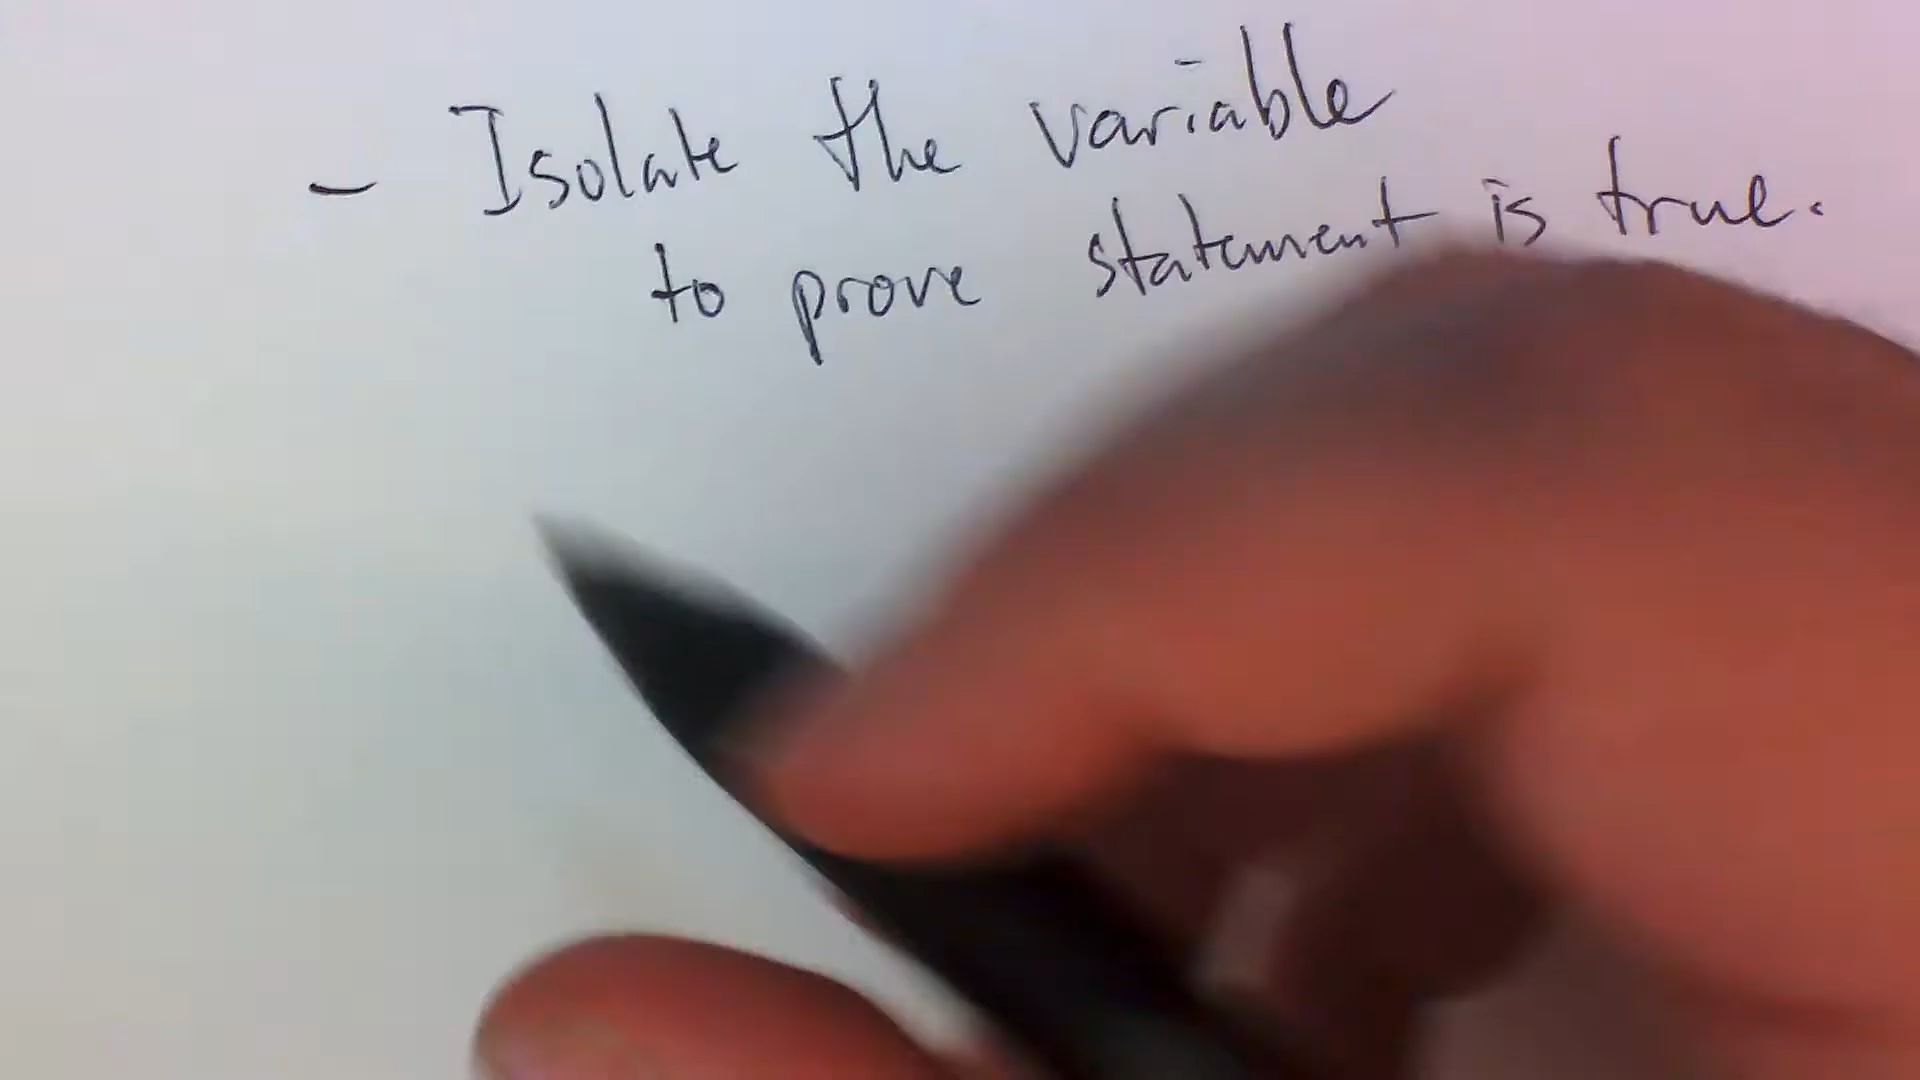 - Isolate the variable
to prove statement is true.